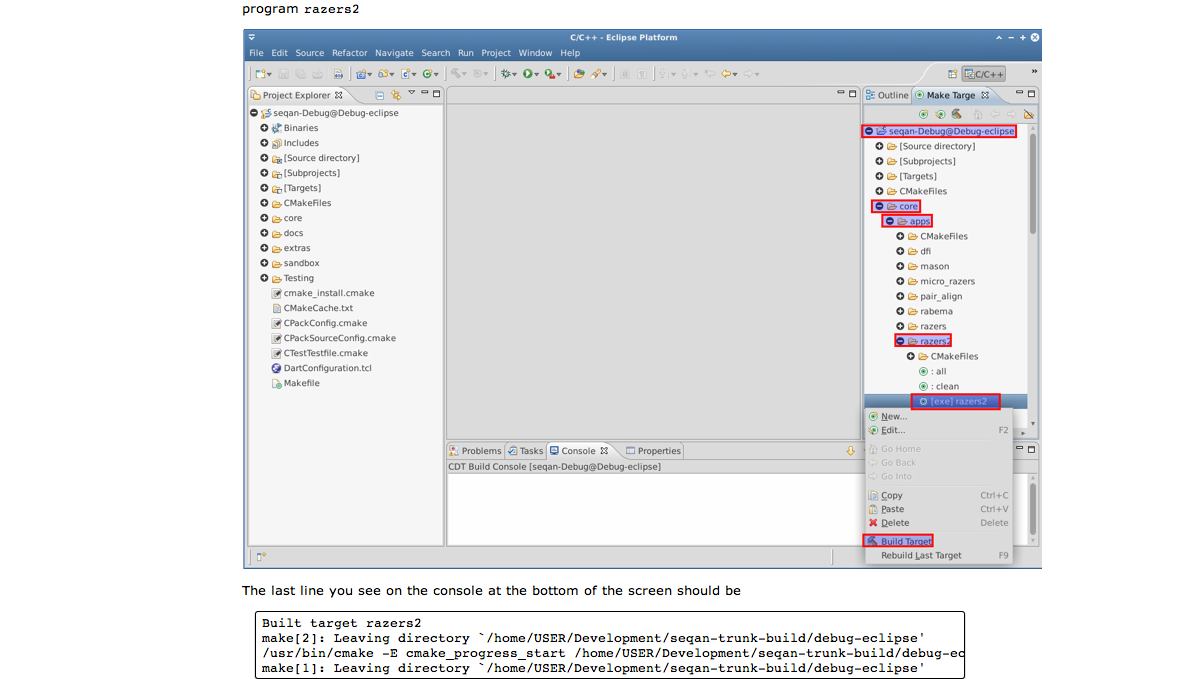 program razers2
C/C++ - Eclipse Platform
File Edit Source Refactor Navigate Search Run Project Window Help
C/C++
Project Explorer
seqan-Debug@Debug-eclipse
Binaries
Includes
[Source directory]
[Subprojects]
[Targets]
CMakeFiles
core
docs
extras
sandbox
Testing
cmake_install.cmake
CMakeCache.txt
CPackConfig.cmake
CPackSourceConfig.cmake
CTestTestfile.cmake
DartConfiguration.tcl
Makefile
Outline Make Targe
seqan-Debug@Debug-eclipse
[Source directory]
[Subprojects]
[Targets]
CMakeFiles
core
apps
CMakeFiles
dfi
mason
micro_razers
pair_align
rabema
razers
razers2
CMakeFiles
: all
: clean
[exe] razers2
New...
Edit... F2
Go Home
Go Back
Go Into
Copy Ctrl+C
Paste Ctrl+V
Delete Delete
Build Target
Rebuild Last Target F9
Problems Tasks Console Properties
CDT Build Console [seqan-Debug@Debug-eclipse]
The last line you see on the console at the bottom of the screen should be
Built target razers2
make[2]: Leaving directory `/home/USER/Development/seqan-trunk-build/debug-eclipse'
/usr/bin/cmake -E cmake_progress_start /home/USER/Development/seqan-trunk-build/debug-ec
make[1]: Leaving directory `/home/USER/Development/seqan-trunk-build/debug-eclipse'